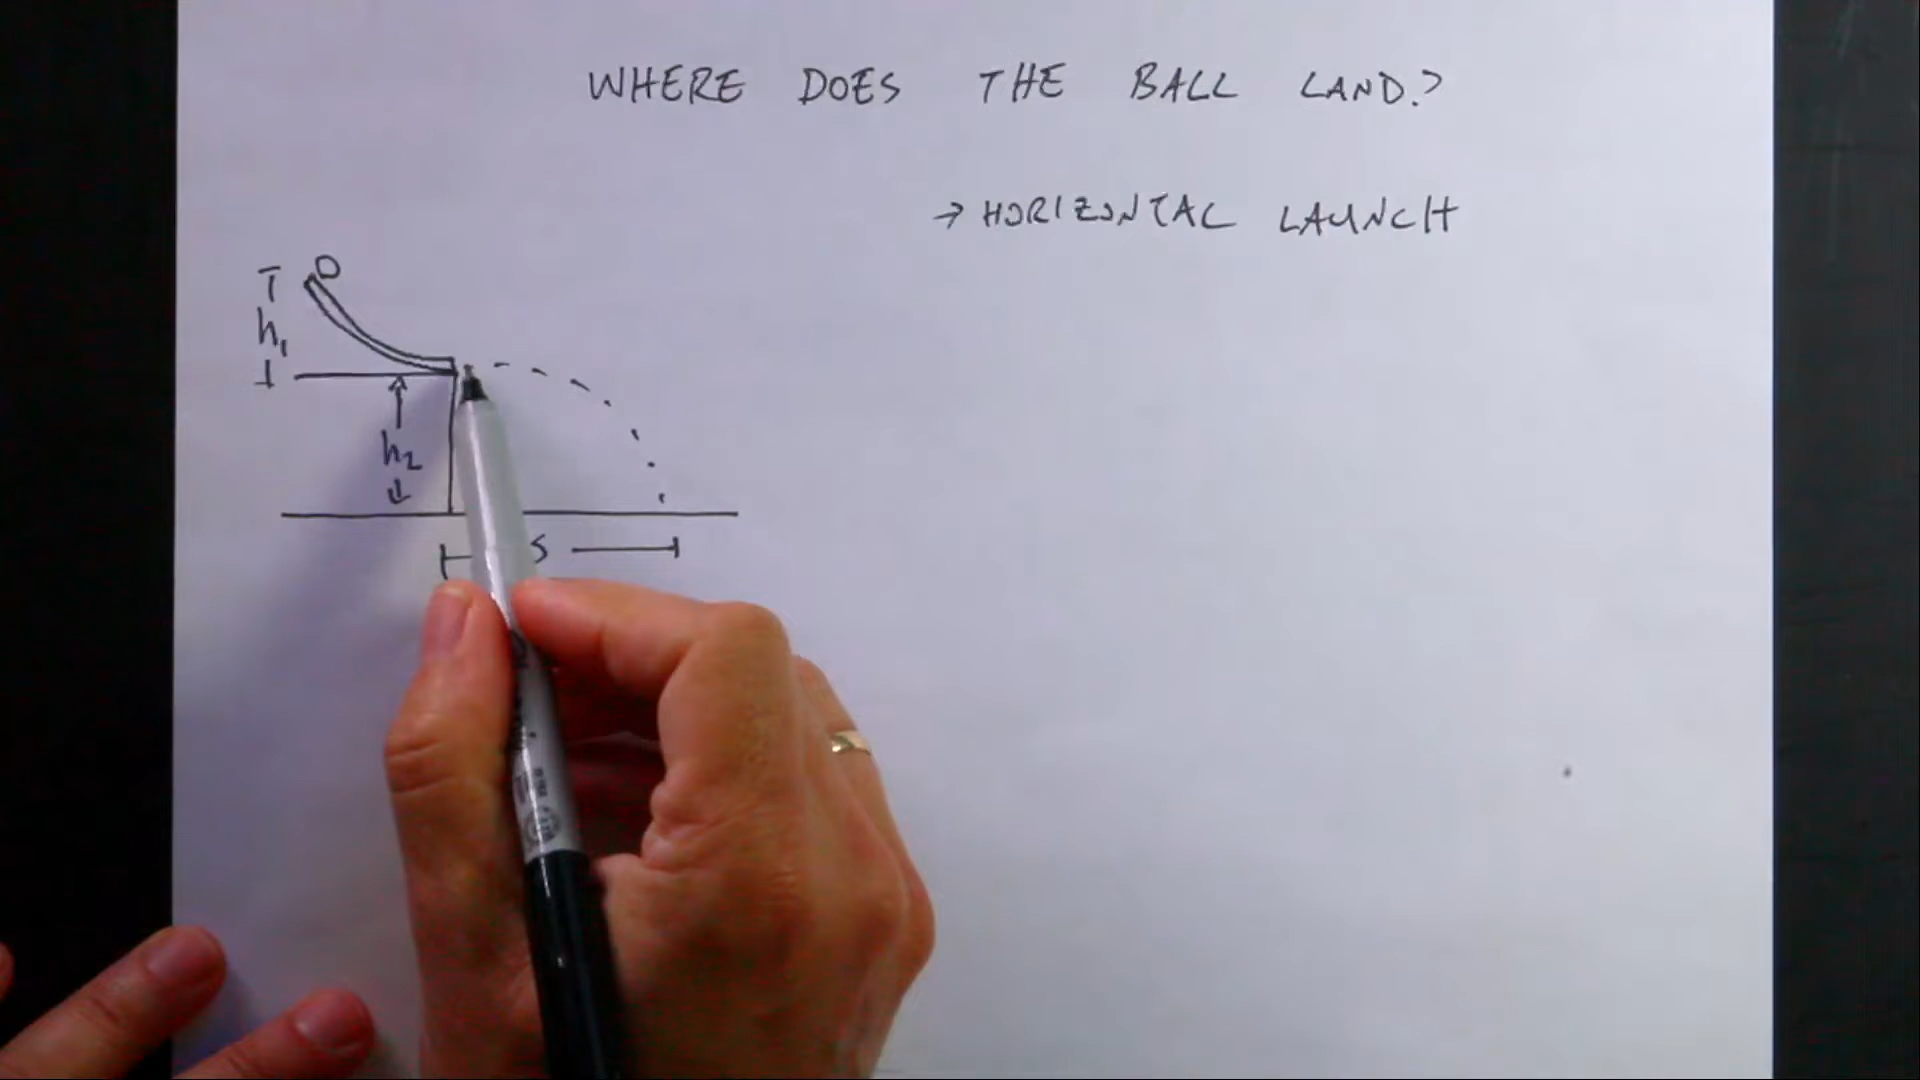 WHERE DOES THE BALL LAND?
→ HORIZONTAL LAUNCH
h₁
h₂
s